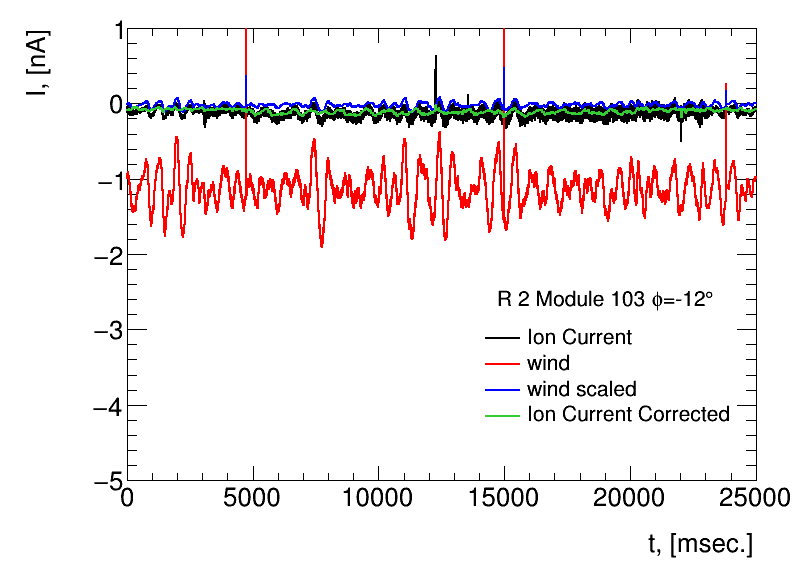 I, [nA]
1
0
−1
−2
−3
−4
−5
R 2 Module 103 ϕ=-12°
Ion Current
wind
wind scaled
Ion Current Corrected
0 5000 10000 15000 20000 25000
t, [msec.]